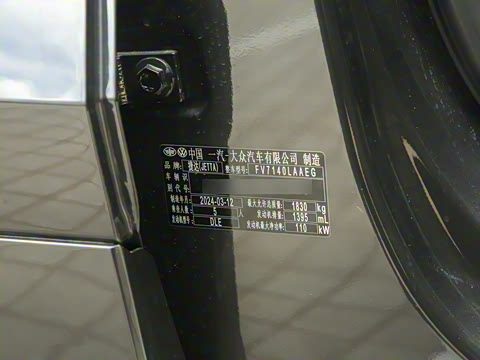 中国 一汽-大众汽车有限公司 制造
品牌 捷达(JETTA) 整车型号 FV7140LAAEG
车辆识
别代号
制造年月 2024-03-12 最大允许总质量 1830 kg
乘坐人数 5 人 发动机排量 1395 mL
发动机型号 DLE 发动机最大净功率 110 kW